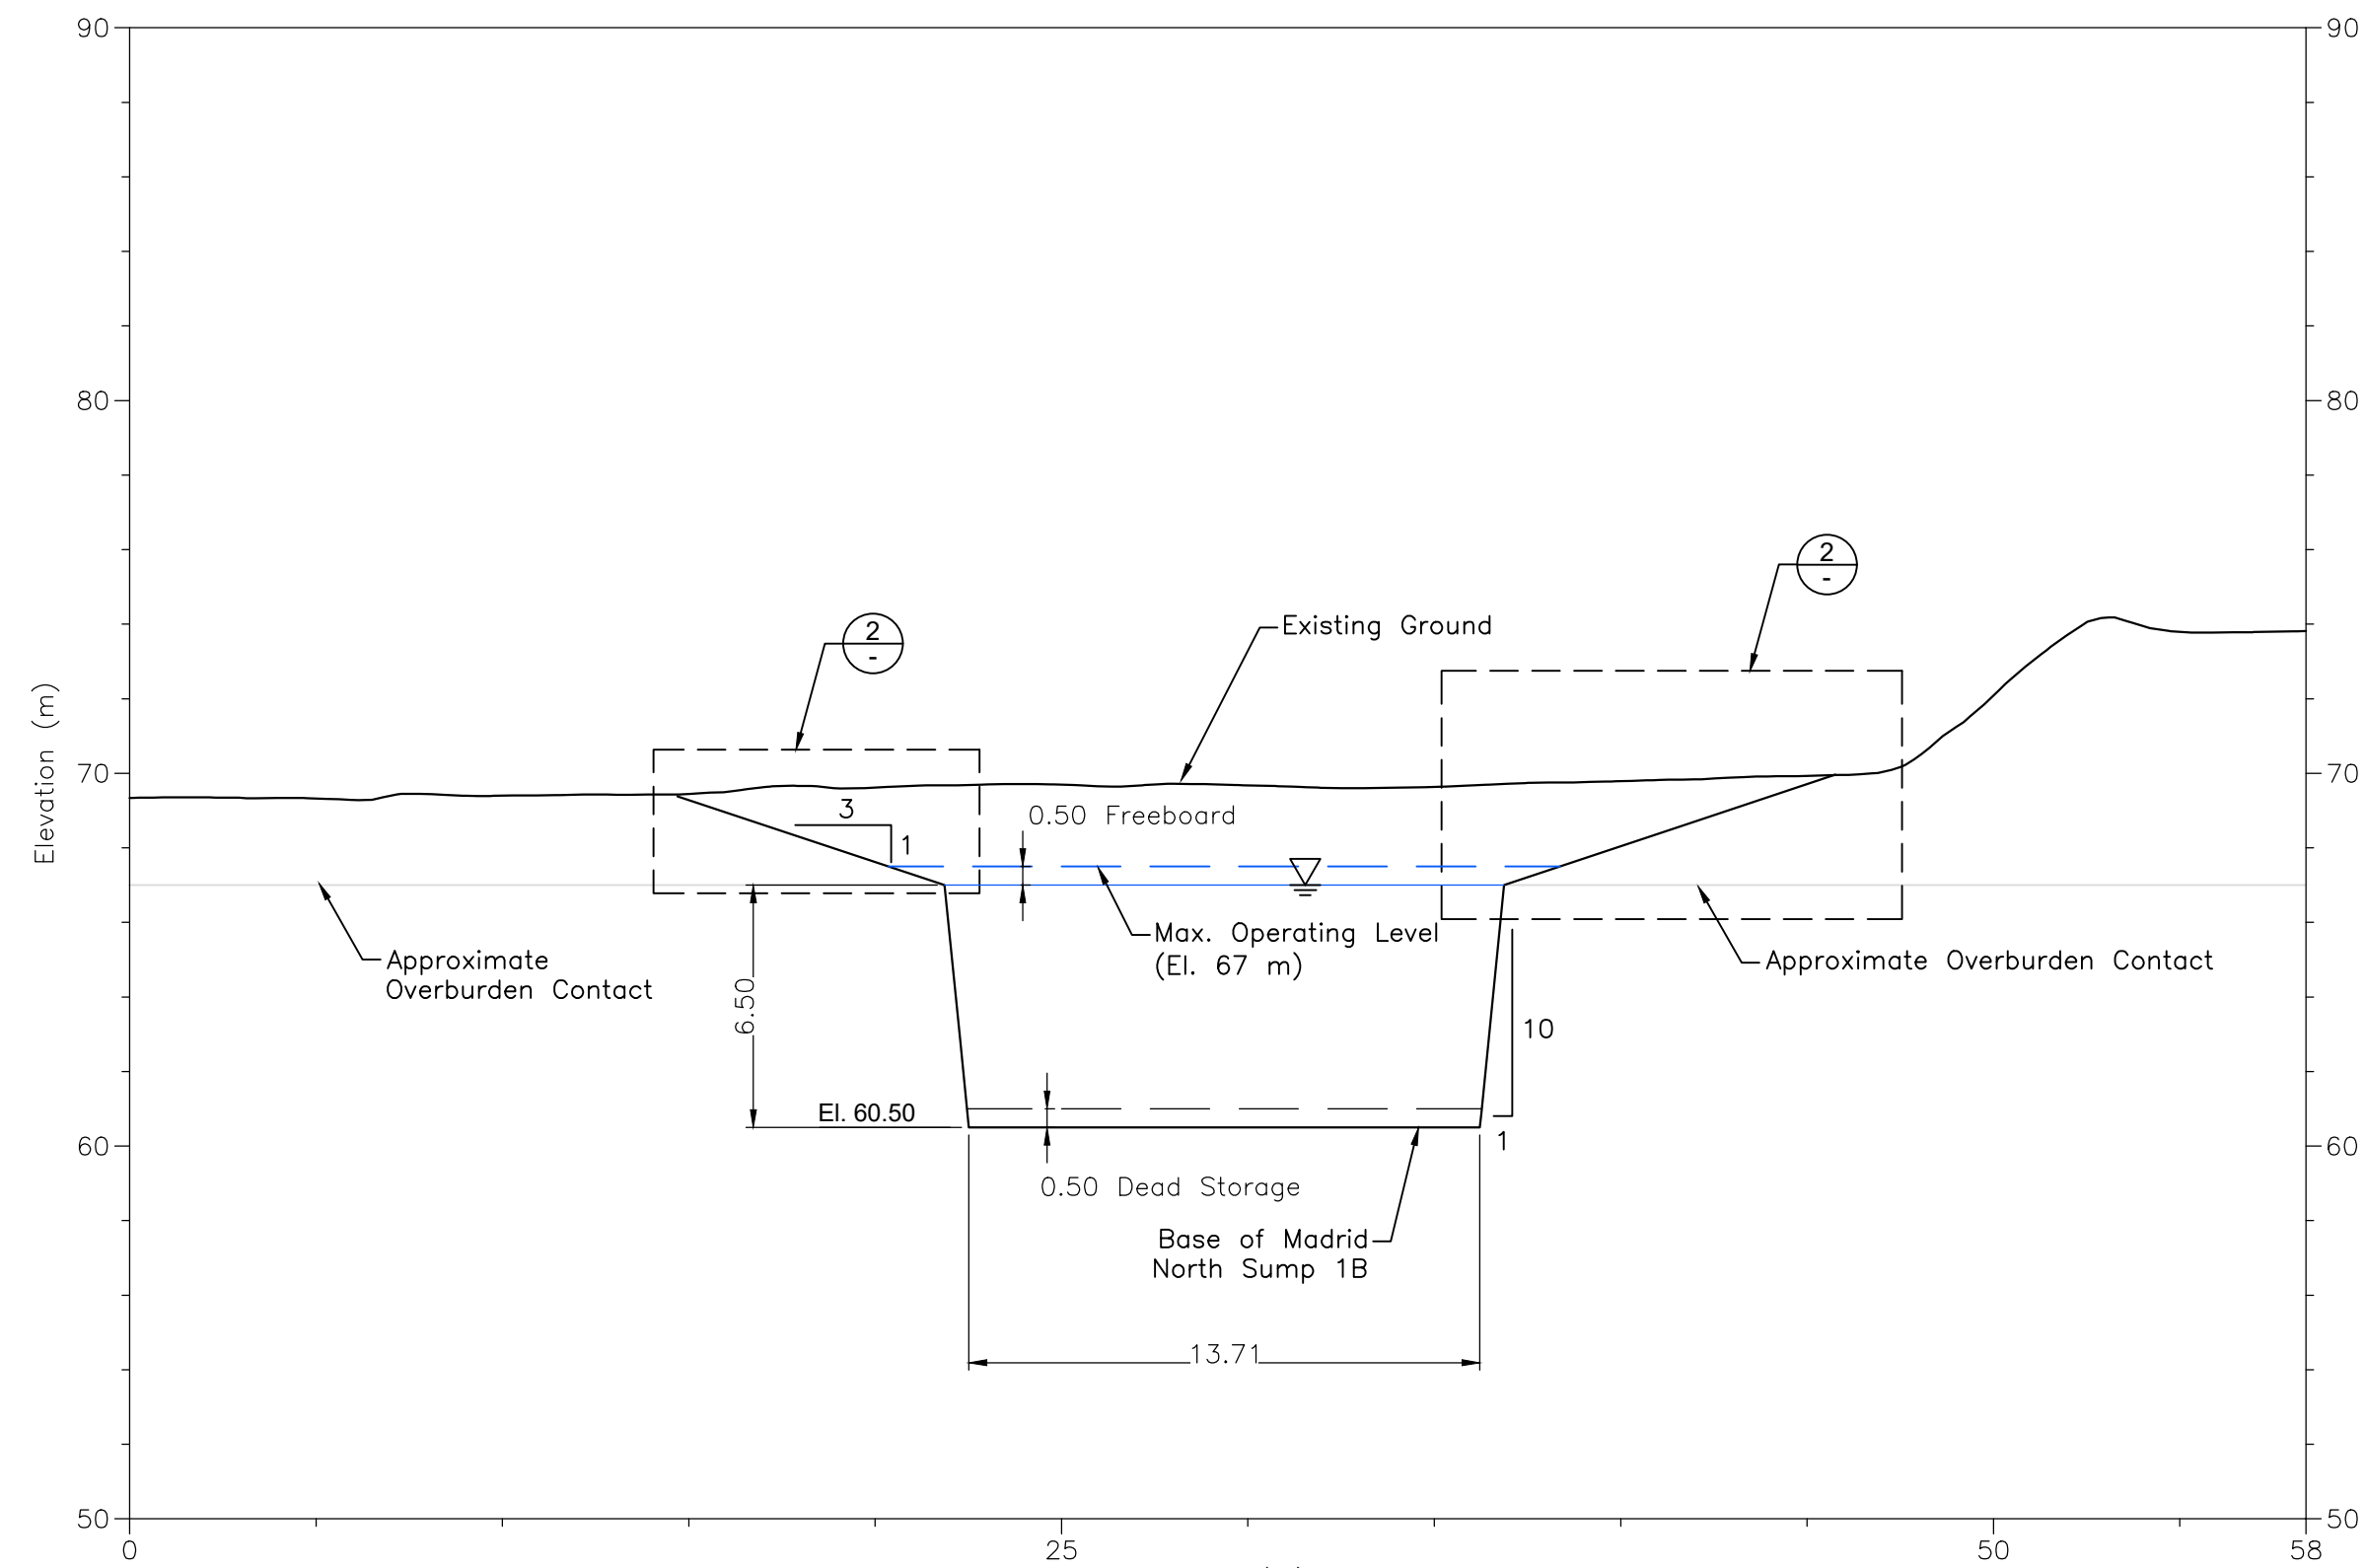 90
90
80
80
2
-
2
-
Existing Ground
Elevation (m)
70
70
3
1
0.50 Freeboard
Max. Operating Level
(El. 67 m)
Approximate
Overburden Contact
Approximate Overburden Contact
6.50
10
El. 60.50
1
60
60
0.50 Dead Storage
Base of Madrid
North Sump 1B
13.71
50
50
0
25
50
58